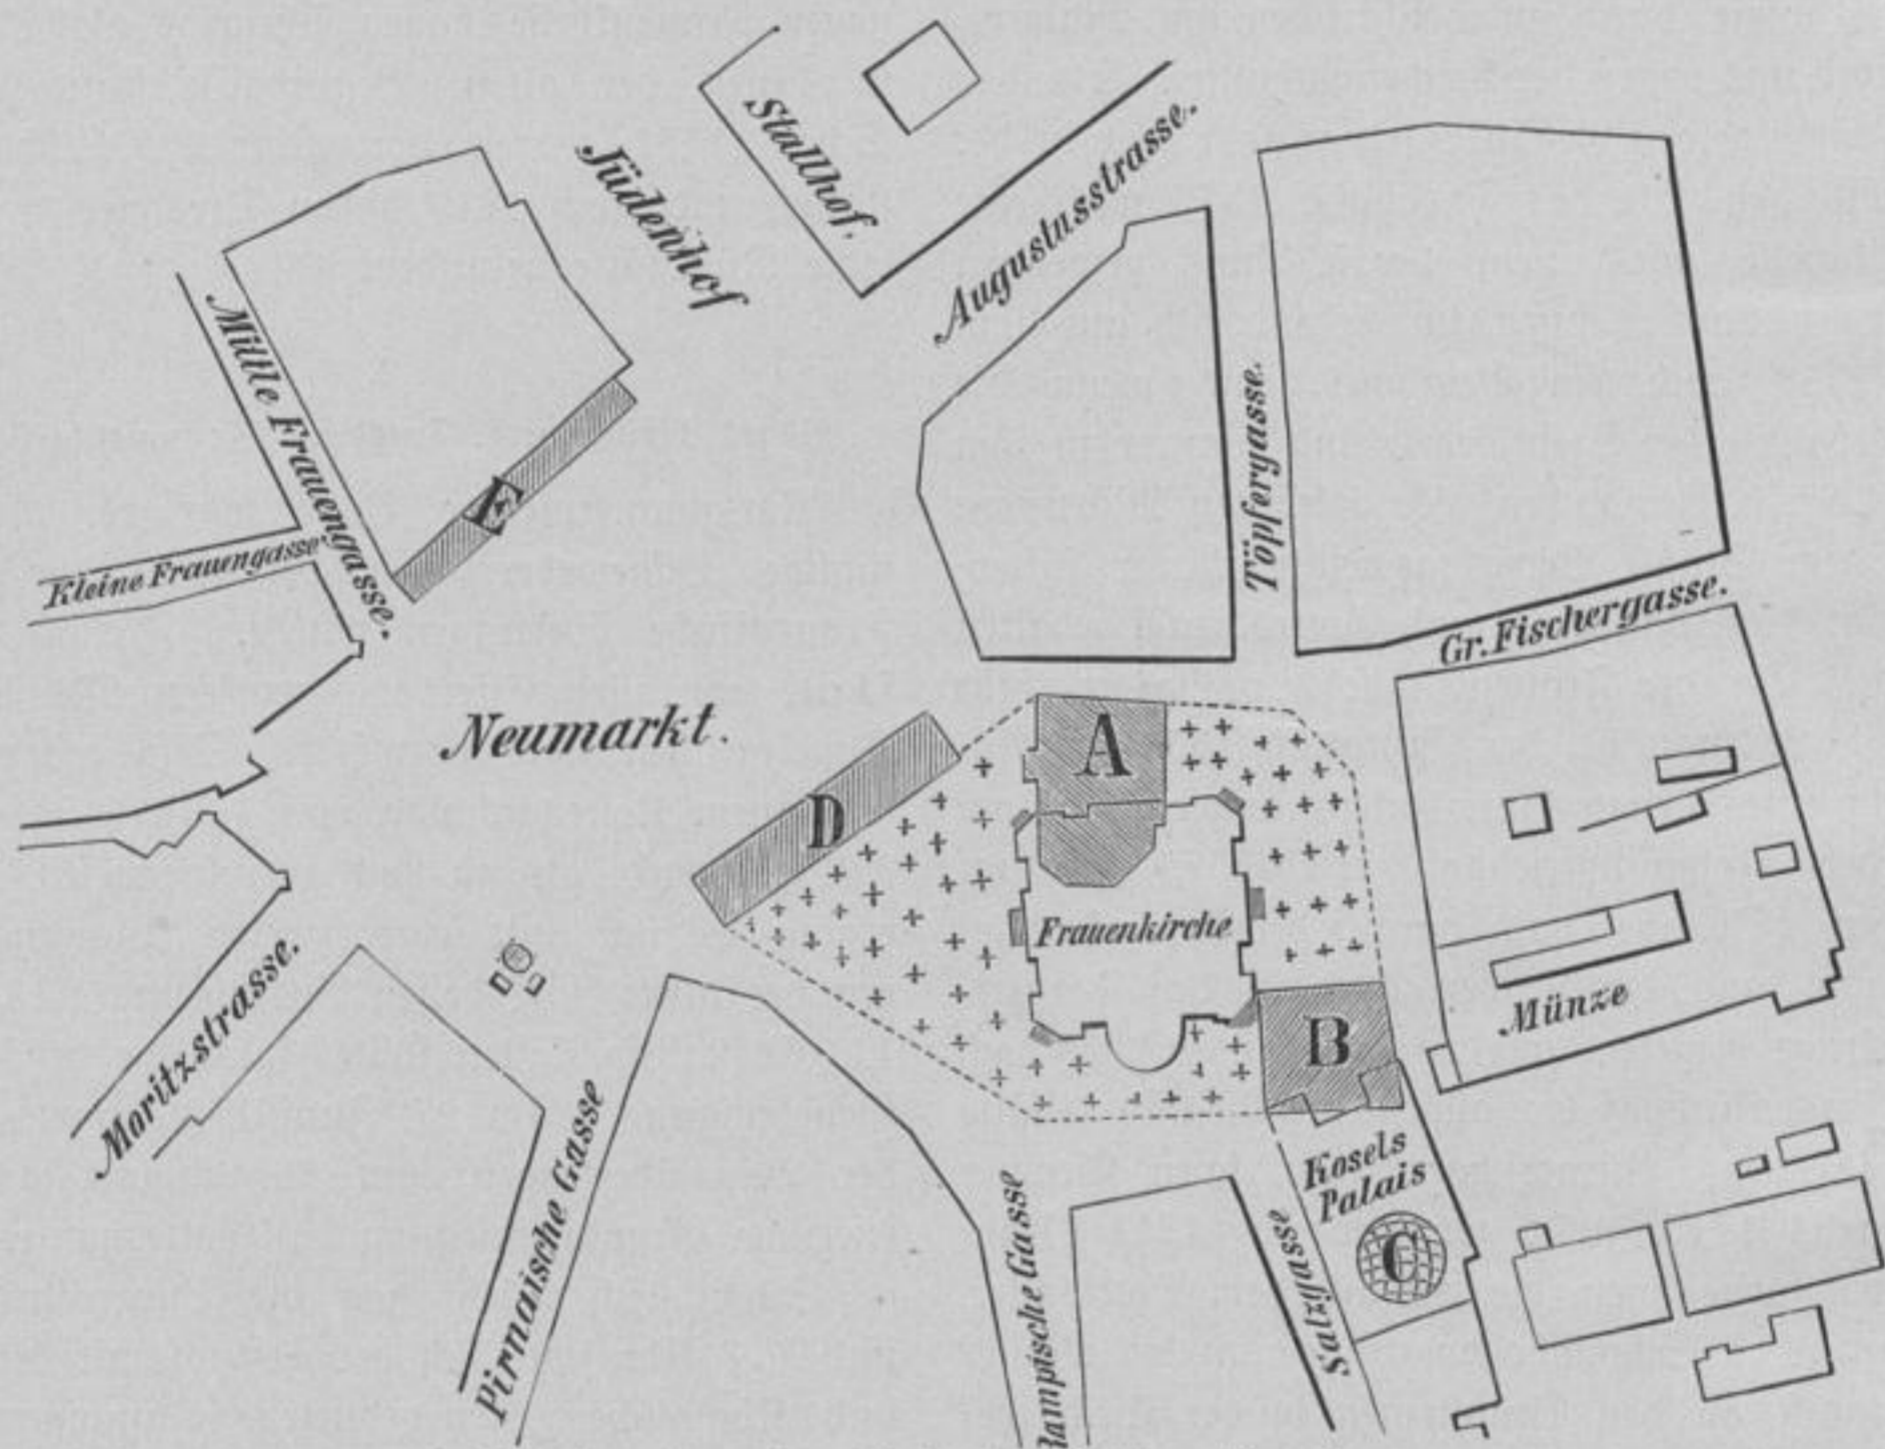 Stallhof.
Jüdenhof
Augustusstrasse.
Mittle Frauengasse.
Töpfergasse.
E
Kleine Frauengasse
Gr. Fischergasse.
Neumarkt.
A
D
Frauenkirche
Münze
Moritzstrasse.
B
Pirnaische Gasse
Kosels
Palais
Rampische Gasse
Salzgasse
C